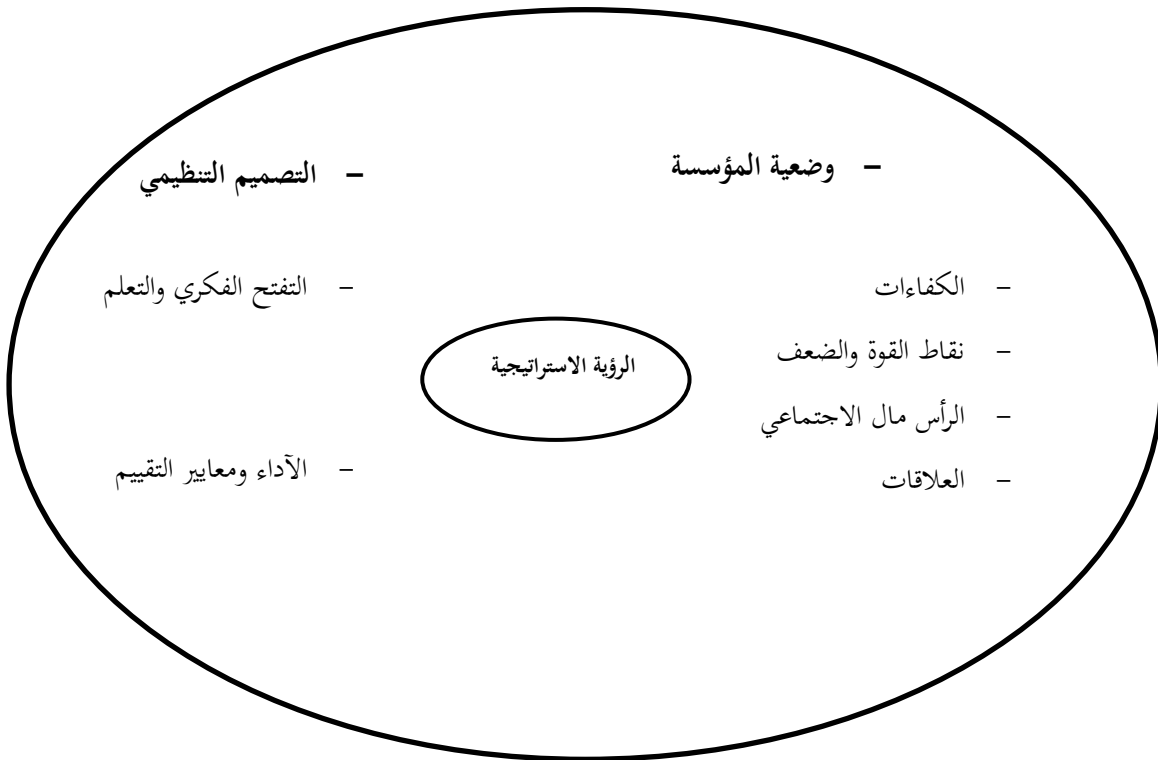 – وضعية المؤسسة
– الكفاءات
– نقاط القوة والضعف
– الرأس مال الاجتماعي
– العلاقات
الرؤية الاستراتيجية
– التصميم التنظيمي
– التفتح الفكري والتعلم
– الآداء ومعايير التقييم